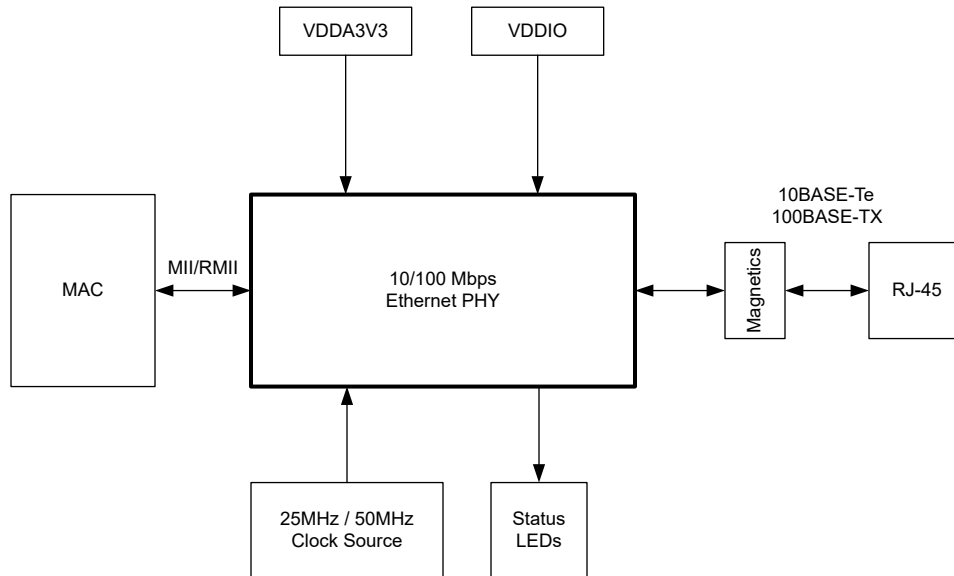 VDDA3V3
VDDIO
10BASE-Te
100BASE-TX
MAC
MII/RMII
10/100 Mbps
Ethernet PHY
Magnetics
RJ-45
25MHz / 50MHz
Clock Source
Status
LEDs